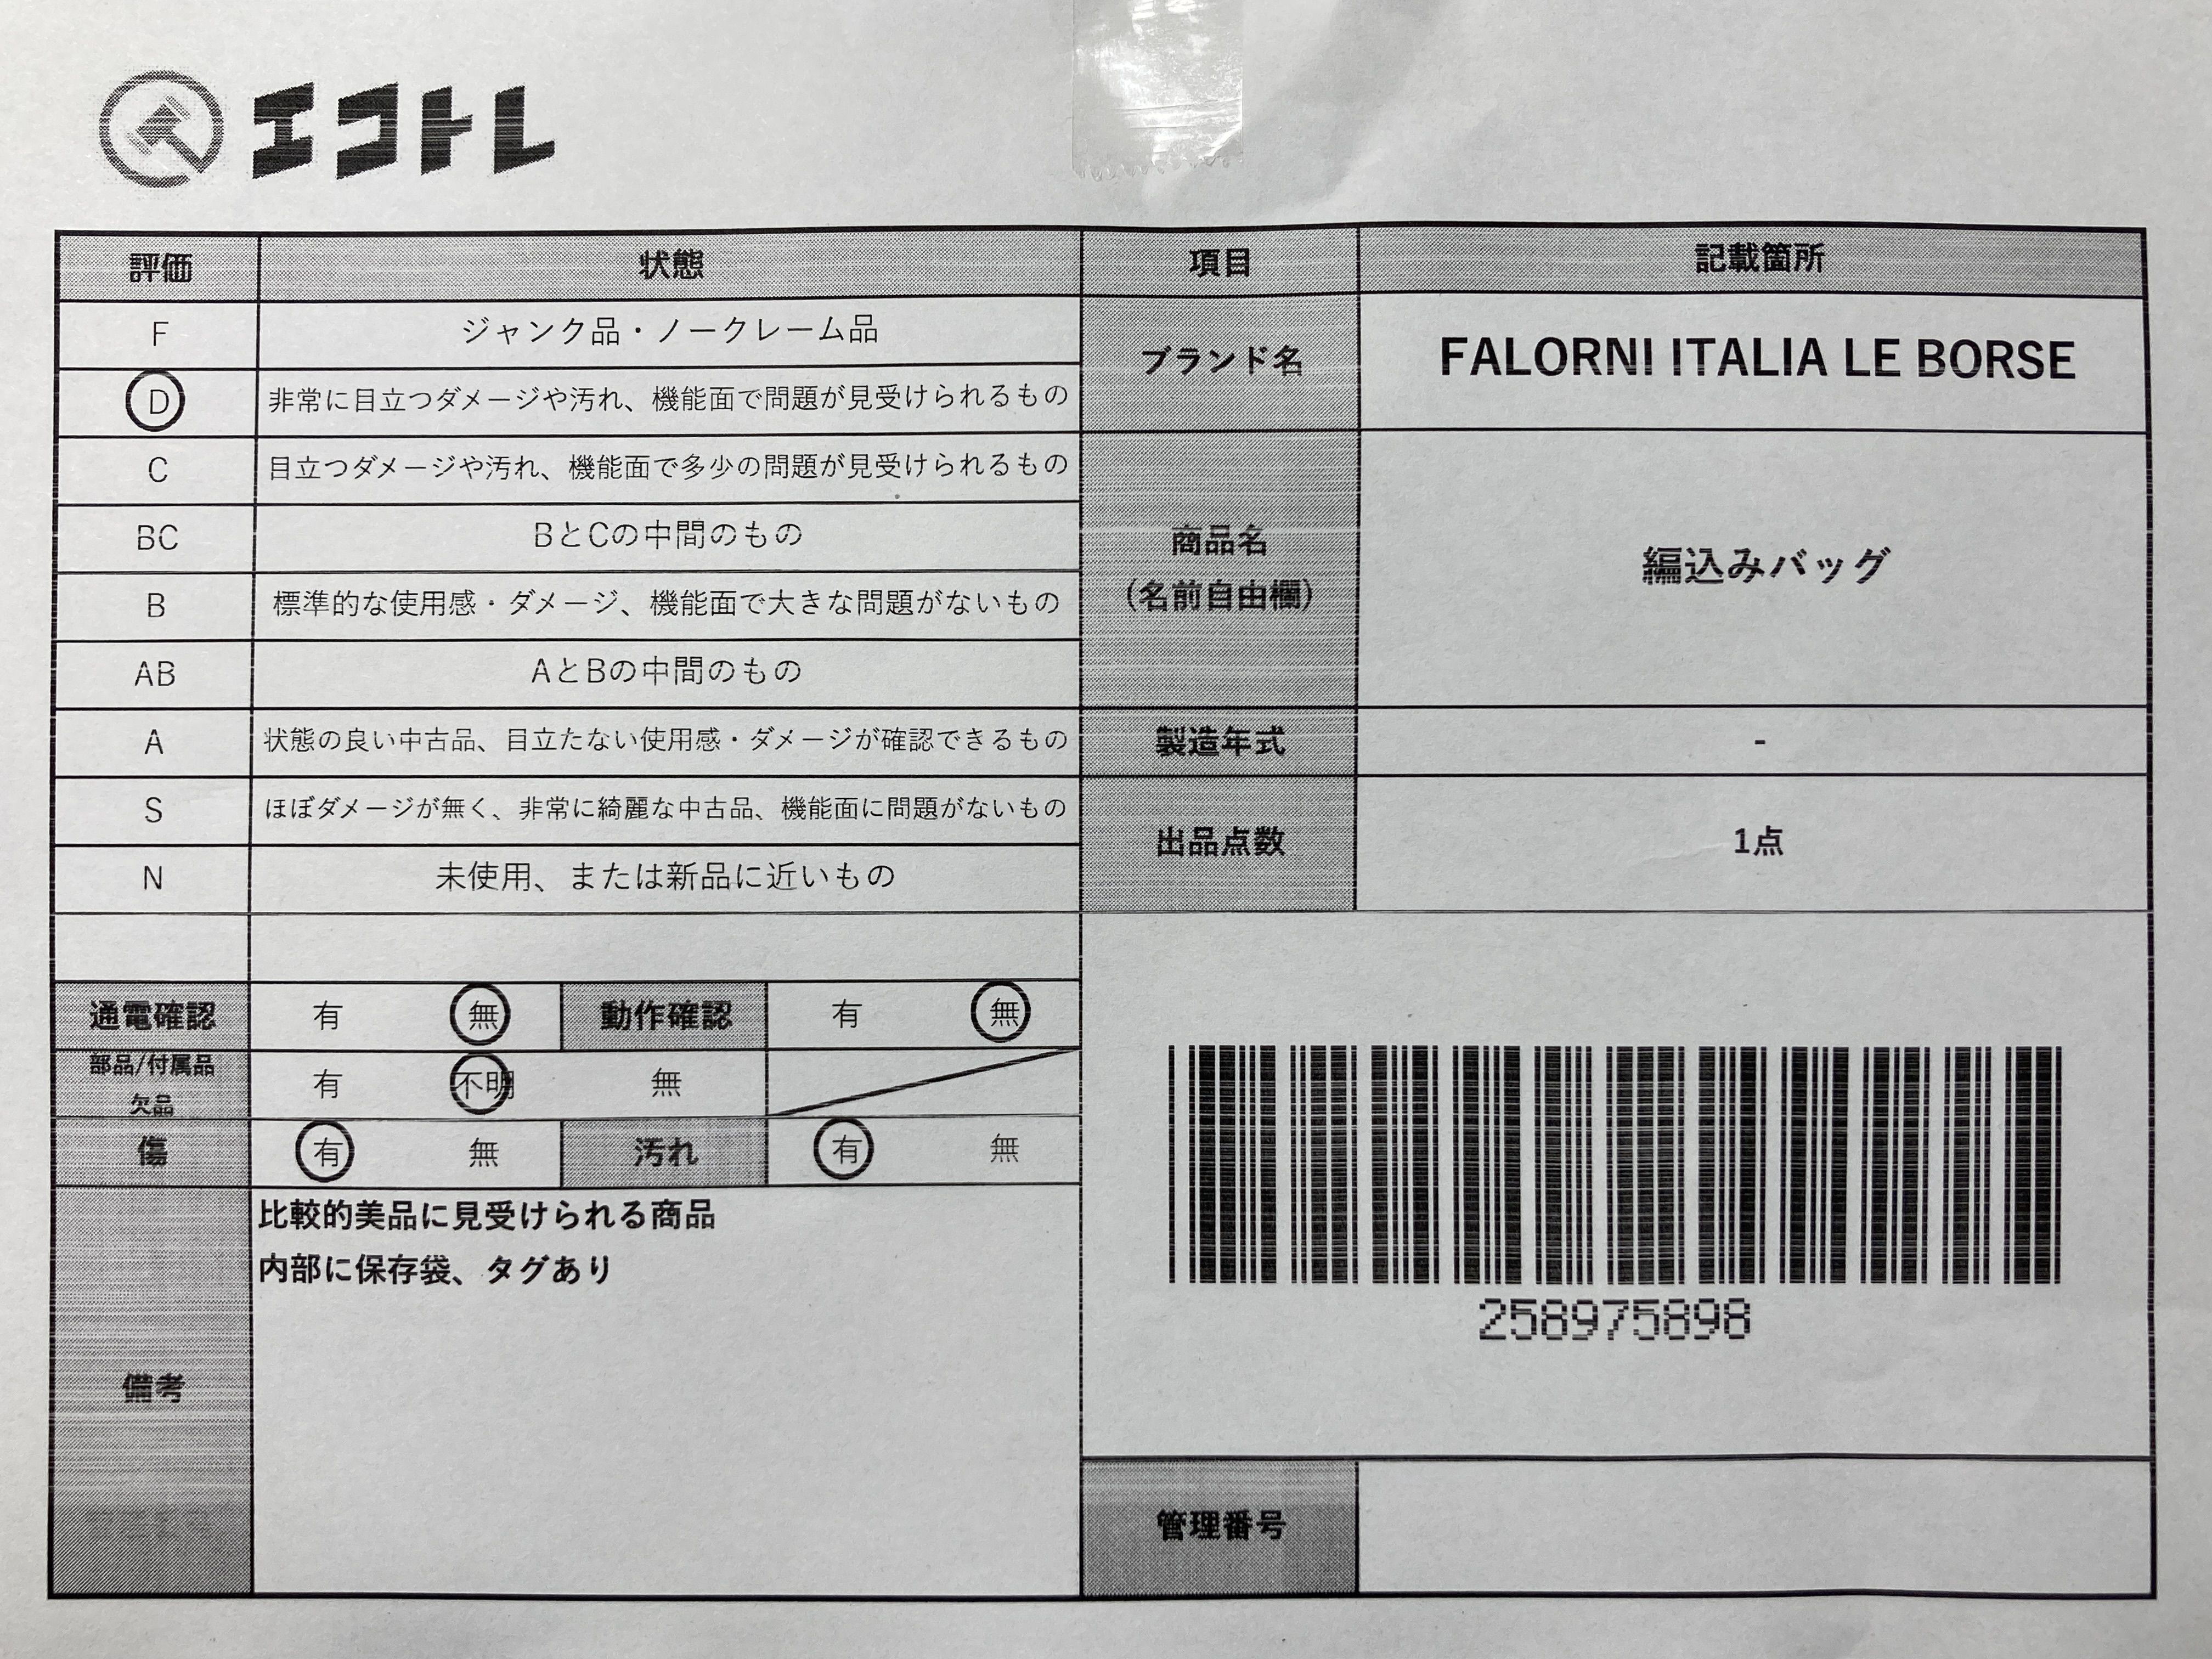 エコトレ
評価 状態 項目 記載箇所
F ジャンク品・ノークレーム品
D 非常に目立つダメージや汚れ、機能面で問題が見受けられるもの
ブランド名 FALORNI ITALIA LE BORSE
C 目立つダメージや汚れ、機能面で多少の問題が見受けられるもの
BC BとCの中間のもの
B 標準的な使用感・ダメージ、機能面で大きな問題がないもの
AB AとBの中間のもの
商品名
(名前自由欄)
編込みバッグ
A 状態の良い中古品、目立たない使用感・ダメージが確認できるもの
製造年式 -
S ほぼダメージが無く、非常に綺麗な中古品、機能面に問題がないもの
N 未使用、または新品に近いもの
出品点数 1点
通電確認 有 無 動作確認 有 無
部品/付属品
欠品
有 不明 無
傷 有 無 汚れ 有 無
備考
比較的美品に見受けられる商品
内部に保存袋、タグあり
258975898
管理番号